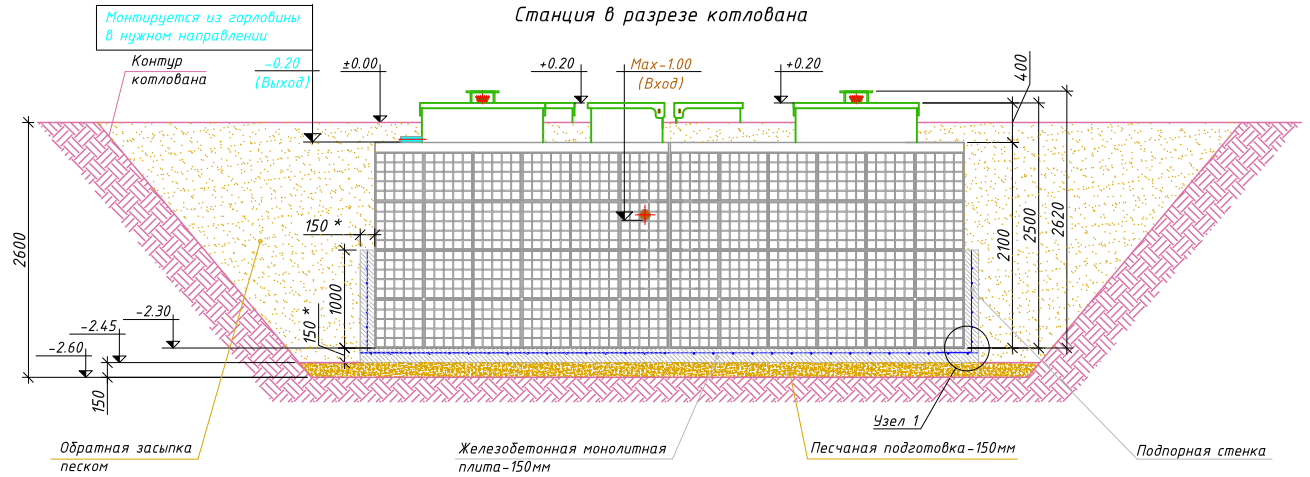 Станция в разрезе котлована
Монтируется из горловины
в нужном направлении
Контур
котлована
-0.20
(Выход)
±0.00
+0.20
Max-1.00
(Вход)
+0.20
400
2600
150 *
1000
150 *
-2.30
-2.45
-2.60
150
2100
2500
2620
Узел 1
Обратная засыпка
песком
Железобетонная монолитная
плита-150мм
Песчаная подготовка-150мм
Подпорная стенка